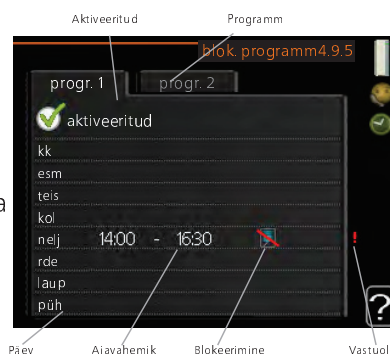 Aktiveeritud Programm
blok. programm4.9.5
progr. 1 progr. 2
aktiveeritud
kk
esm
teis
a
kol
nelj 14:00 - 16:30 !
rde
laup
püh
?
Päev Ajavahemik Blokeerimine Vastuol